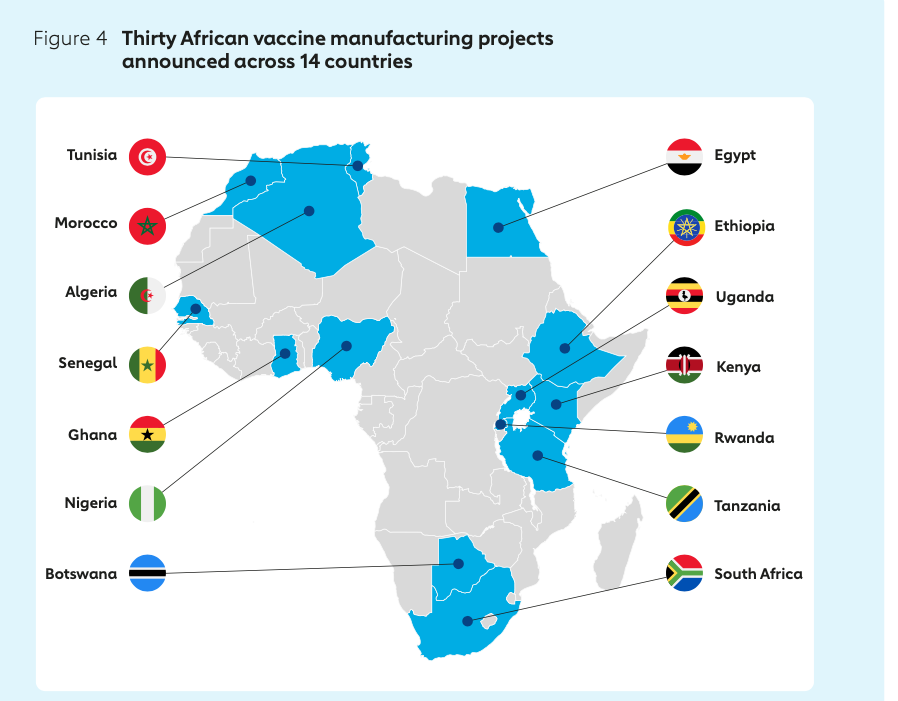 Figure 4 Thirty African vaccine manufacturing projects
announced across 14 countries
Tunisia
Morocco
Algeria
Senegal
Ghana
Nigeria
Botswana
Egypt
Ethiopia
Uganda
Kenya
Rwanda
Tanzania
South Africa